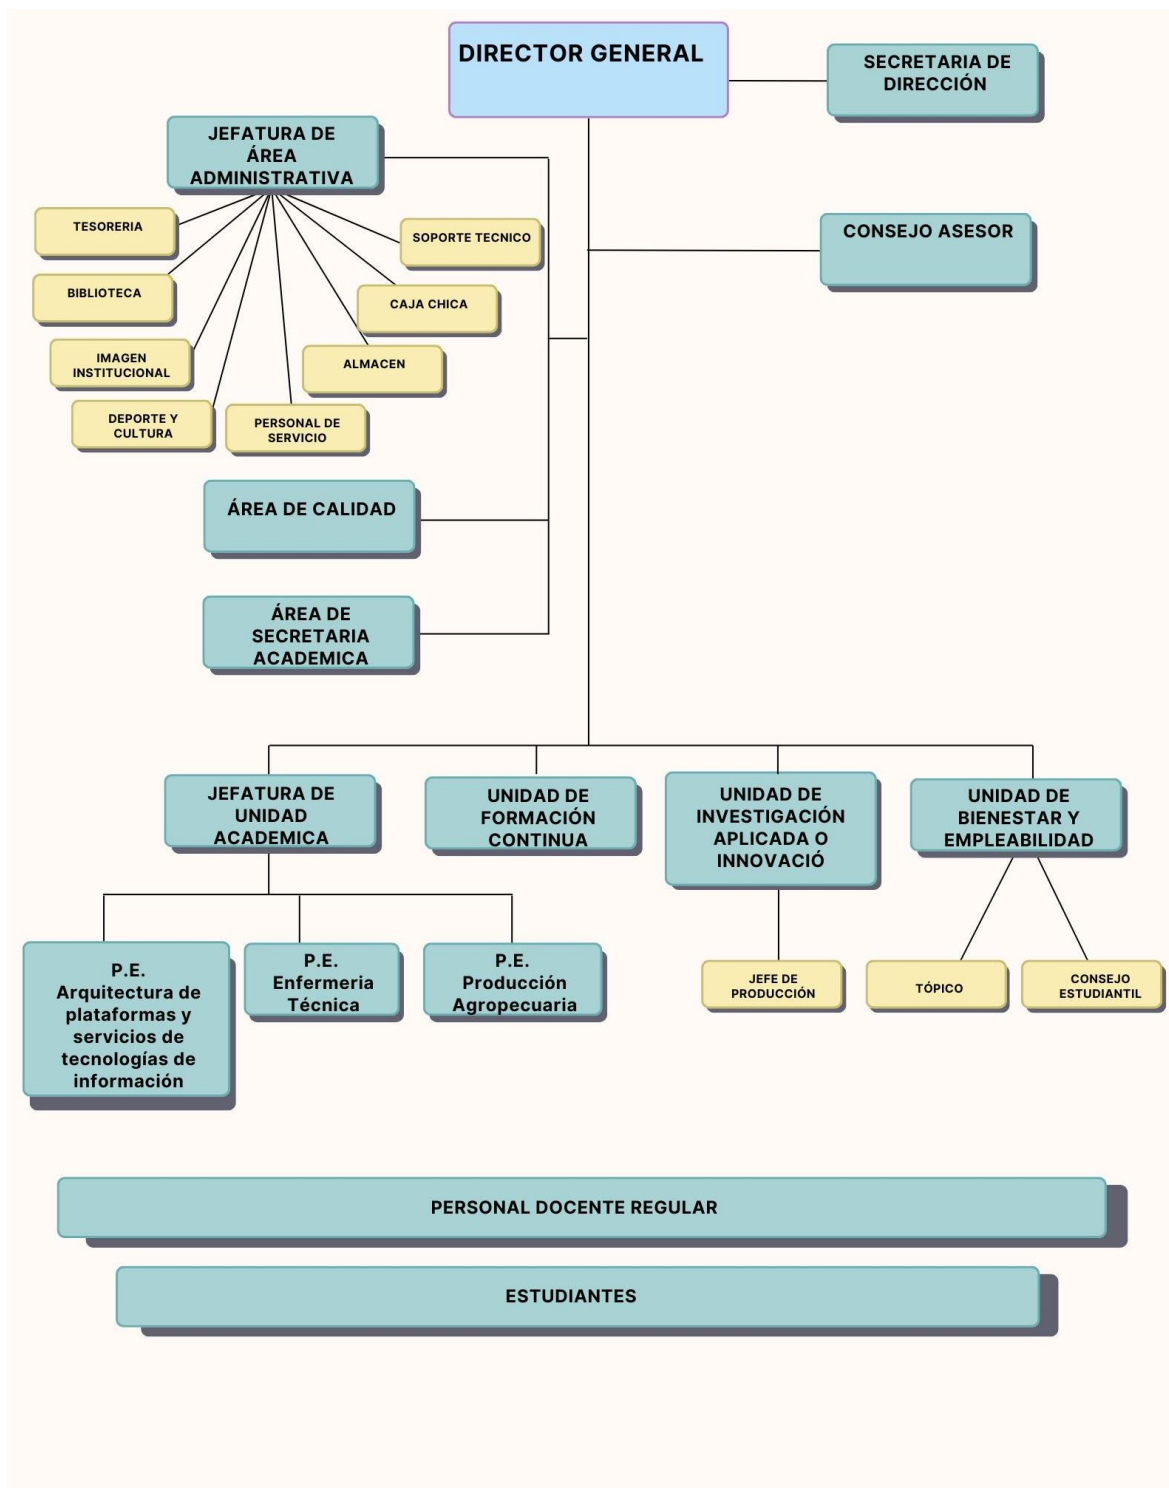 DIRECTOR GENERAL
SECRETARIA DE
DIRECCIÓN
JEFATURA DE
ÁREA
ADMINISTRATIVA
TESORERIA
SOPORTE TECNICO
CONSEJO ASESOR
BIBLIOTECA
CAJA CHICA
IMAGEN
INSTITUCIONAL
ALMACEN
DEPORTE Y
CULTURA
PERSONAL DE
SERVICIO
ÁREA DE CALIDAD
ÁREA DE
SECRETARIA
ACADEMICA
JEFATURA DE
UNIDAD
ACADEMICA
UNIDAD DE
FORMACIÓN
CONTINUA
UNIDAD DE
INVESTIGACIÓN
APLICADA O
INNOVACIÓ
UNIDAD DE
BIENESTAR Y
EMPLEABILIDAD
P.E.
Arquitectura de
plataformas y
servicios de
tecnologías de
información
P.E.
Enfermeria
Técnica
P.E.
Producción
Agropecuaria
JEFE DE
PRODUCCIÓN
TÓPICO
CONSEJO
ESTUDIANTIL
PERSONAL DOCENTE REGULAR
ESTUDIANTES